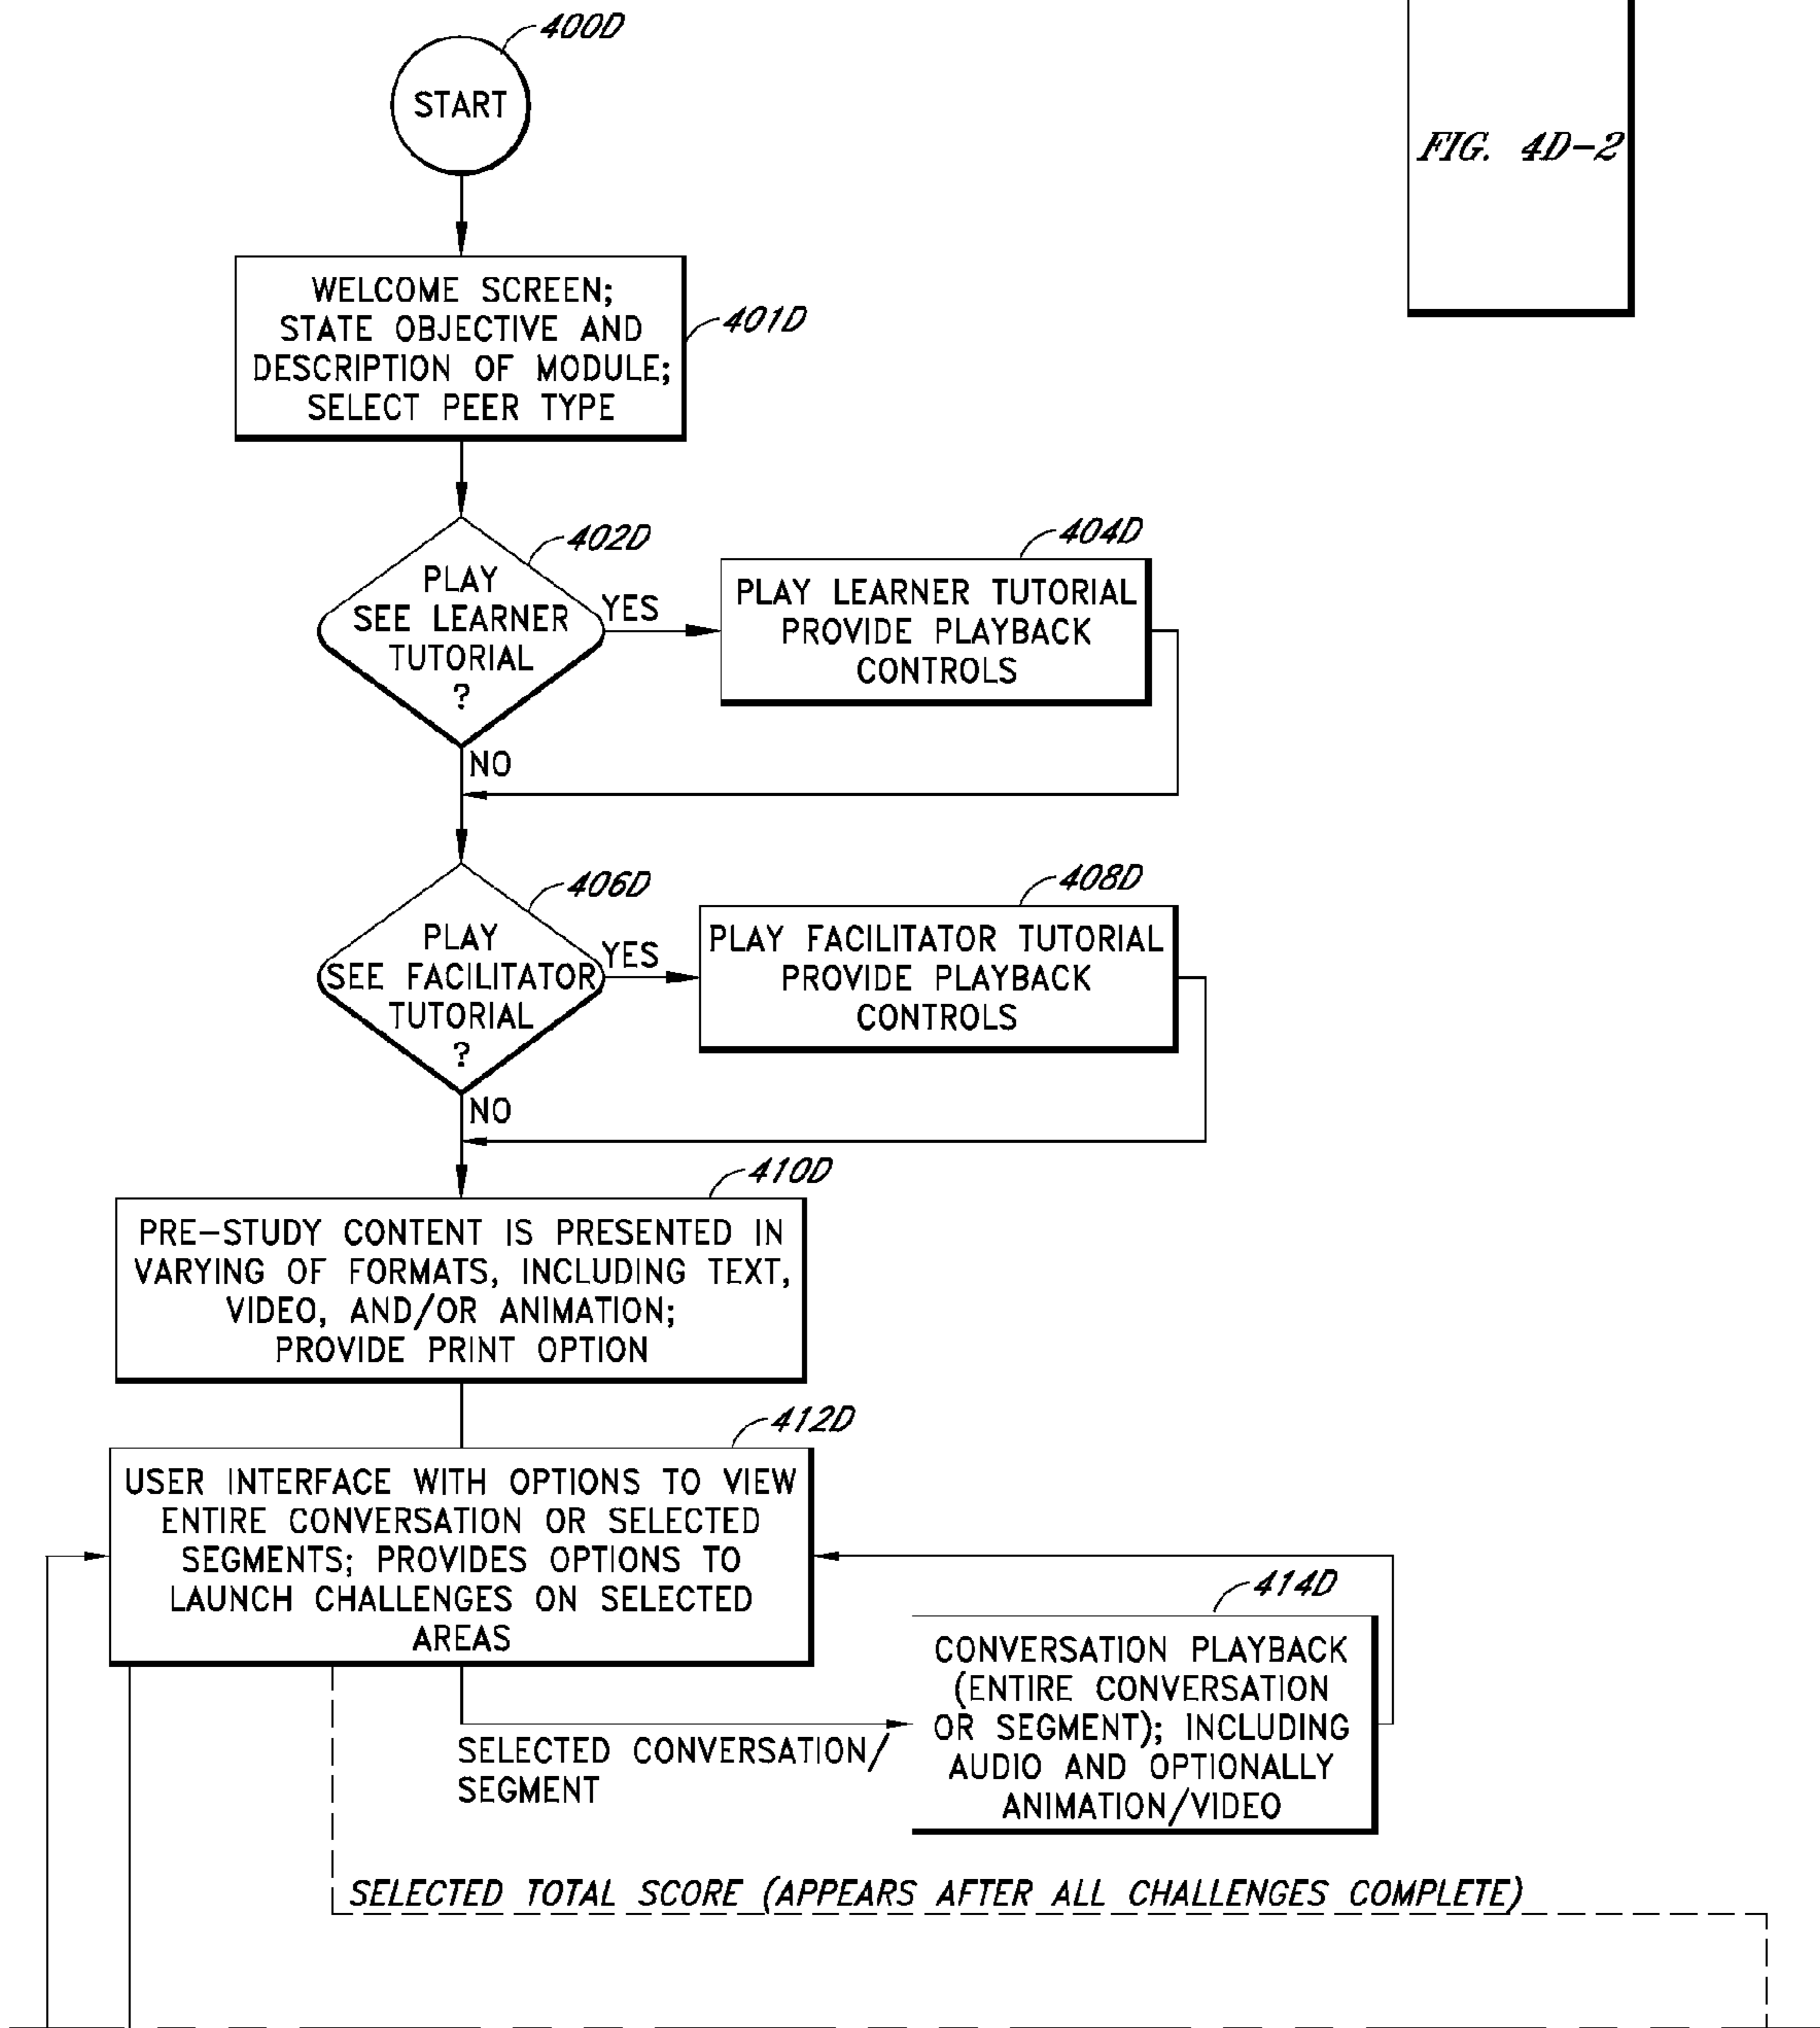 400D
START
FIG. 4D-2
WELCOME SCREEN;
STATE OBJECTIVE AND
DESCRIPTION OF MODULE;
SELECT PEER TYPE
401D
402D
PLAY
SEE LEARNER
TUTORIAL
?
YES
404D
PLAY LEARNER TUTORIAL
PROVIDE PLAYBACK
CONTROLS
NO
406D
PLAY
SEE FACILITATOR
TUTORIAL
?
YES
408D
PLAY FACILITATOR TUTORIAL
PROVIDE PLAYBACK
CONTROLS
NO
410D
PRE-STUDY CONTENT IS PRESENTED IN
VARYING OF FORMATS, INCLUDING TEXT,
VIDEO, AND/OR ANIMATION;
PROVIDE PRINT OPTION
412D
USER INTERFACE WITH OPTIONS TO VIEW
ENTIRE CONVERSATION OR SELECTED
SEGMENTS; PROVIDES OPTIONS TO
LAUNCH CHALLENGES ON SELECTED
AREAS
414D
CONVERSATION PLAYBACK
(ENTIRE CONVERSATION
OR SEGMENT); INCLUDING
AUDIO AND OPTIONALLY
ANIMATION/VIDEO
SELECTED CONVERSATION/
SEGMENT
SELECTED TOTAL SCORE (APPEARS AFTER ALL CHALLENGES COMPLETE)